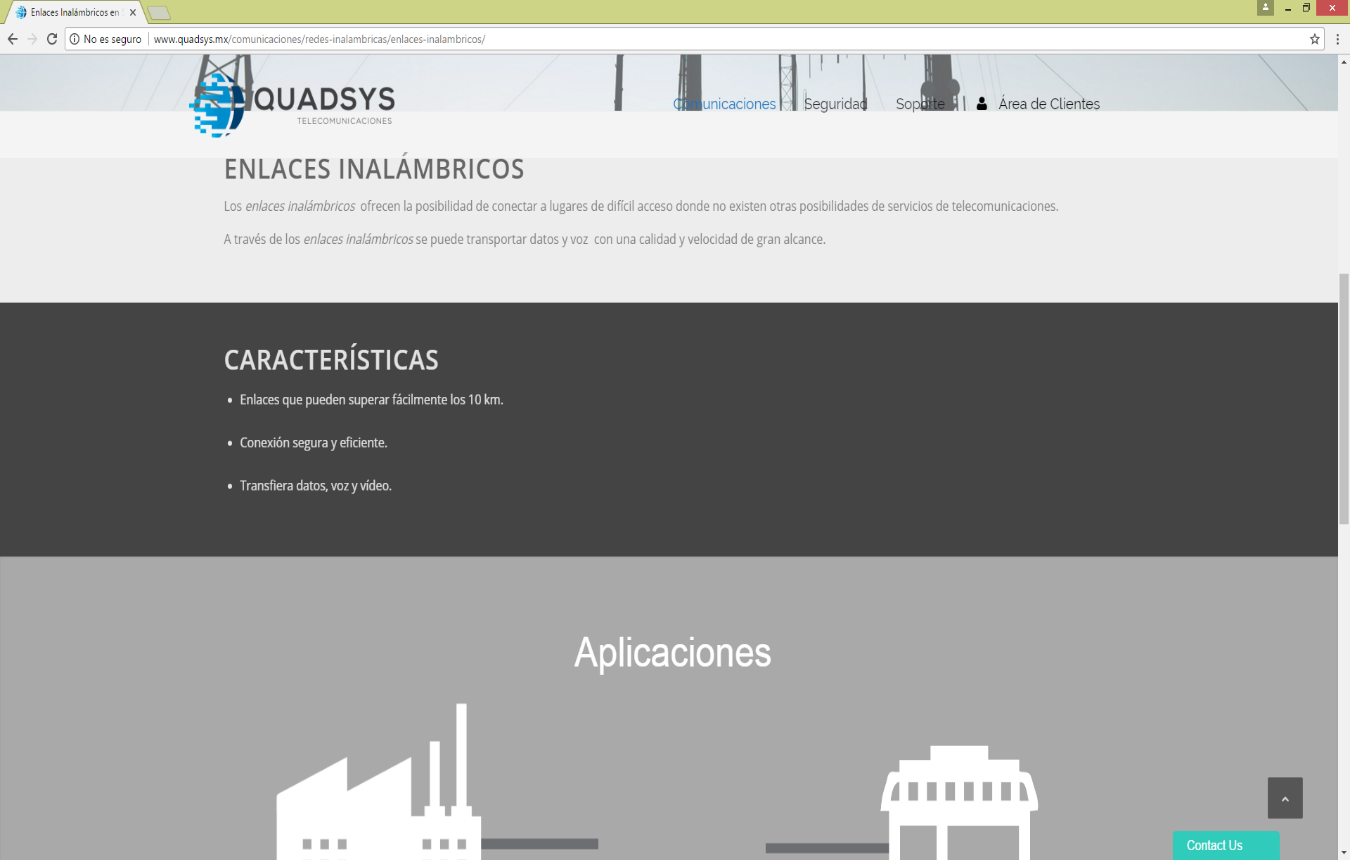 Enlaces Inalámbricos en
No es seguro
www.quadsys.mx/comunicaciones/redes-inalambricas/enlaces-inalambricos/
QUADSYS
TELECOMUNICACIONES
Comunicaciones Seguridad Soporte | Área de Clientes
ENLACES INALÁMBRICOS
Los enlaces inalámbricos ofrecen la posibilidad de conectar a lugares de difícil acceso donde no existen otras posibilidades de servicios de telecomunicaciones.
A través de los enlaces inalámbricos se puede transportar datos y voz con una calidad y velocidad de gran alcance.
CARACTERÍSTICAS
• Enlaces que pueden superar fácilmente los 10 km.
• Conexión segura y eficiente.
• Transfiera datos, voz y vídeo.
Aplicaciones
Contact Us